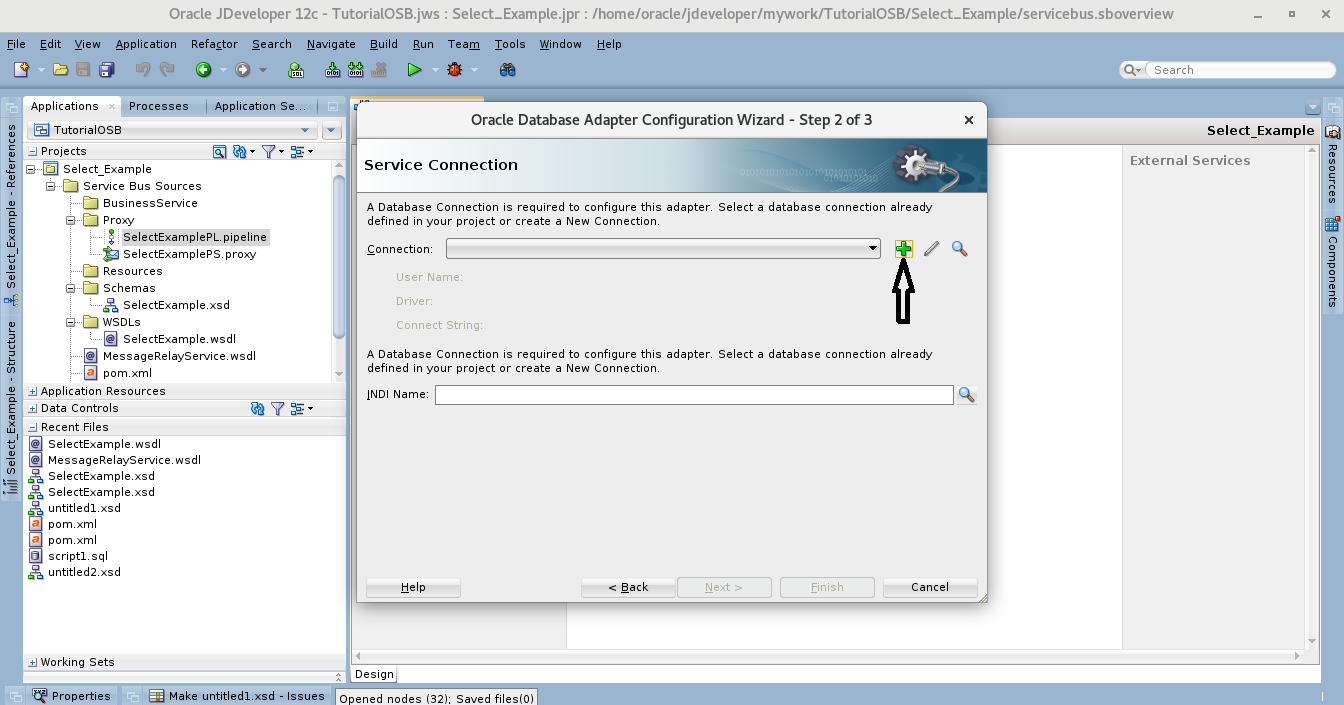 Oracle JDeveloper 12c - TutorialOSB.jws : Select_Example.jpr : /home/oracle/jdeveloper/mywork/TutorialOSB/Select_Example/servicebus.sboverview
File Edit View Application Refactor Search Navigate Build Run Team Tools Window Help
Search
Applications Processes Application Se...
TutorialOSB
Projects
Select_Example
Service Bus Sources
BusinessService
Proxy
SelectExamplePL.pipeline
SelectExamplePS.proxy
Resources
Schemas
SelectExample.xsd
WSDLs
SelectExample.wsdl
MessageRelayService.wsdl
pom.xml
Application Resources
Data Controls
Recent Files
SelectExample.wsdl
MessageRelayService.wsdl
SelectExample.xsd
SelectExample.xsd
untitled1.xsd
pom.xml
pom.xml
script1.sql
untitled2.xsd
Working Sets
Select_Example - References
Select_Example - Structure
Oracle Database Adapter Configuration Wizard - Step 2 of 3
Service Connection
A Database Connection is required to configure this adapter. Select a database connection already
defined in your project or create a New Connection.
Connection:
User Name:
Driver:
Connect String:
A Database Connection is required to configure this adapter. Select a database connection already
defined in your project or create a New Connection.
JNDI Name:
Help < Back Next > Finish Cancel
Select_Example
External Services
Resources
Components
Design
Properties Make untitled1.xsd - Issues Opened nodes (32); Saved files(0)